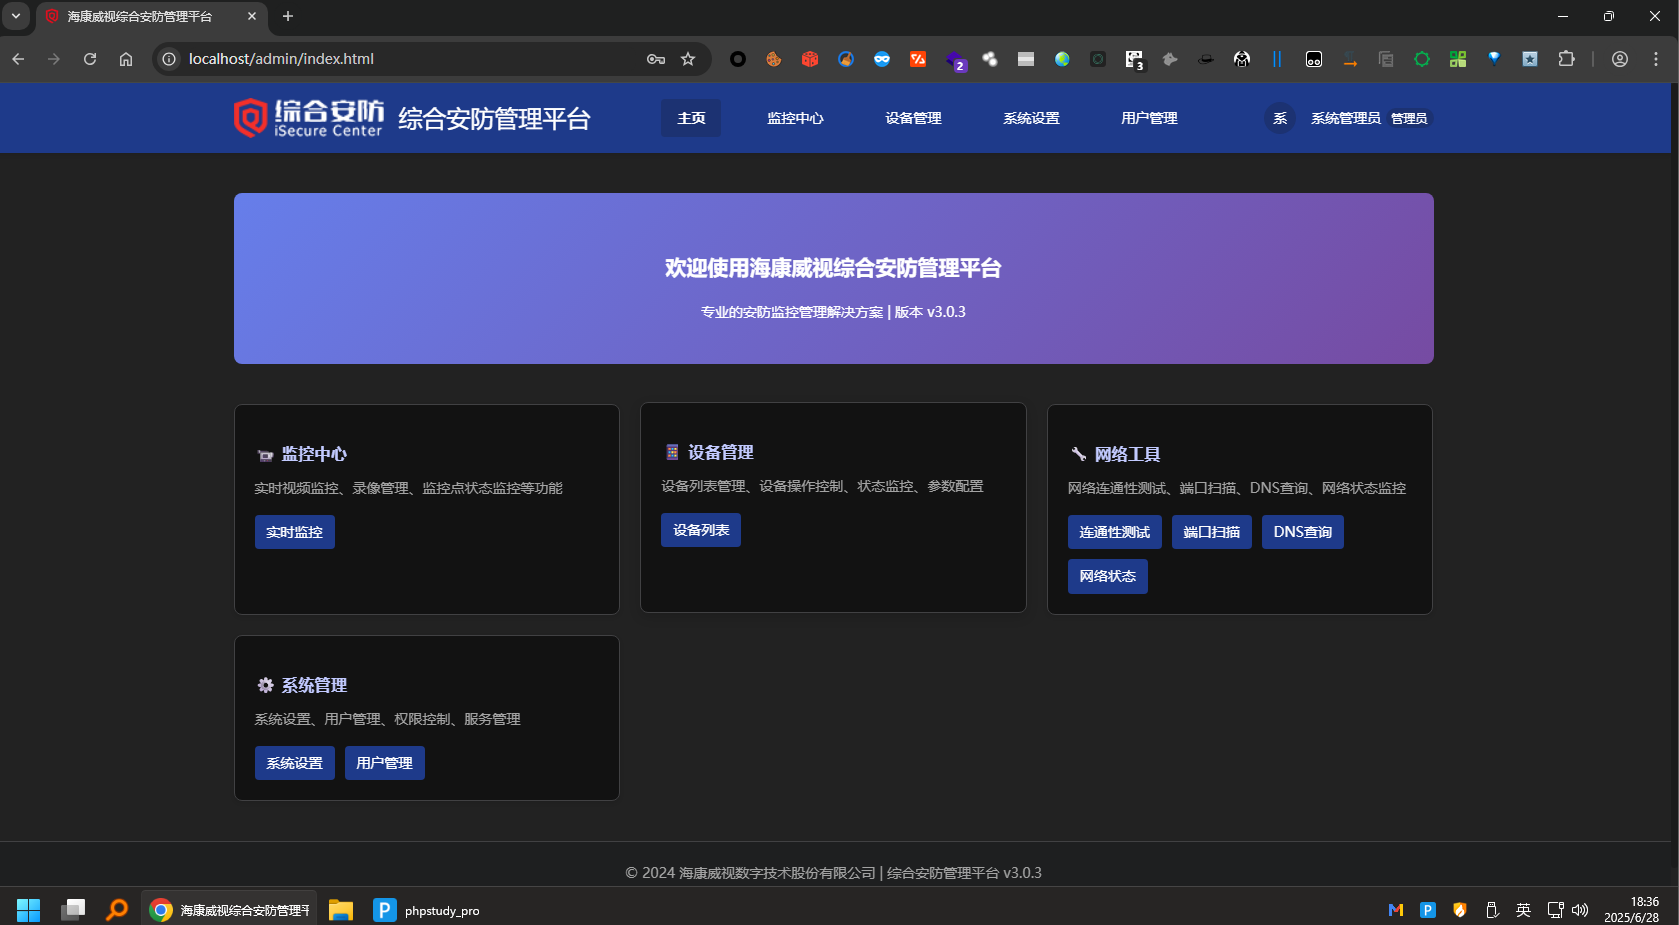 海康威视综合安防管理平台
localhost/admin/index.html
2
3
综合安防
iSecure Center
综合安防管理平台
主页
监控中心
设备管理
系统设置
用户管理
系
系统管理员
管理员
欢迎使用海康威视综合安防管理平台
专业的安防监控管理解决方案 | 版本 v3.0.3
监控中心
实时视频监控、录像管理、监控点状态监控等功能
实时监控
设备管理
设备列表管理、设备操作控制、状态监控、参数配置
设备列表
网络工具
网络连通性测试、端口扫描、DNS查询、网络状态监控
连通性测试
端口扫描
DNS查询
网络状态
系统管理
系统设置、用户管理、权限控制、服务管理
系统设置
用户管理
© 2024 海康威视数字技术股份有限公司 | 综合安防管理平台 v3.0.3
海康威视综合安防管理平
P
phpstudy_pro
P
英
18:36
2025/6/28